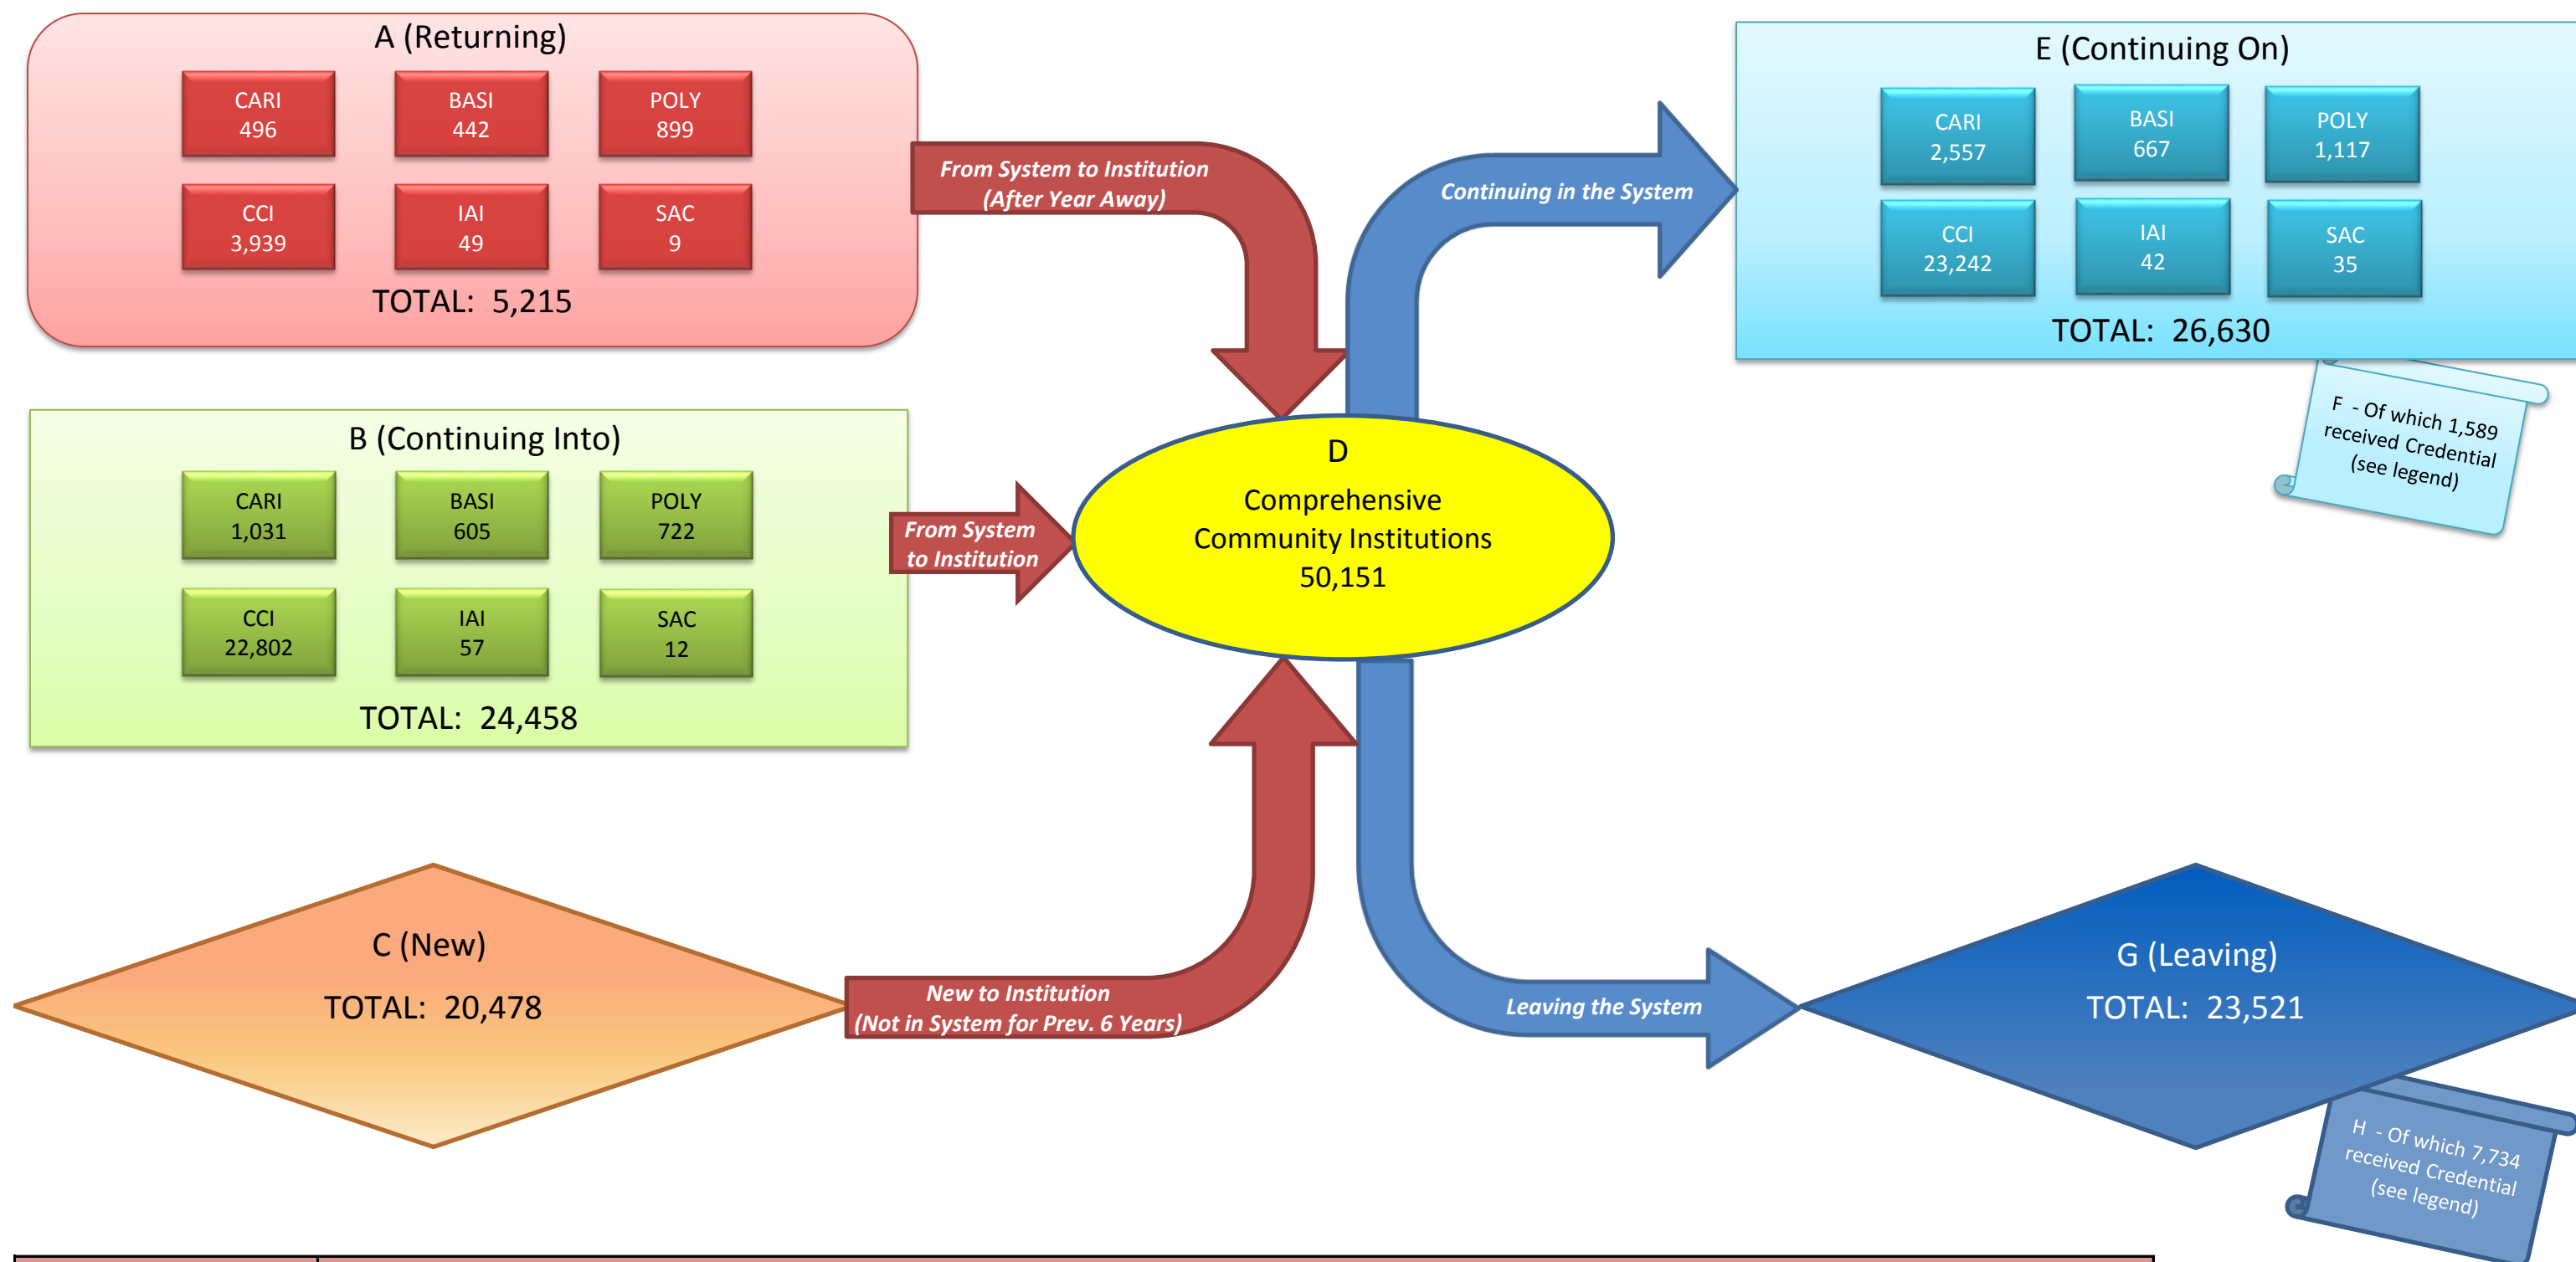 A (Returning)
CARI
496
BASI
442
POLY
899
CCI
3,939
IAI
49
SAC
9
TOTAL: 5,215
From System to Institution
(After Year Away)
Continuing in the System
E (Continuing On)
CARI
2,557
BASI
667
POLY
1,117
CCI
23,242
IAI
42
SAC
35
TOTAL: 26,630
F - Of which 1,589
received Credential
(see legend)
B (Continuing Into)
CARI
1,031
BASI
605
POLY
722
CCI
22,802
IAI
57
SAC
12
TOTAL: 24,458
From System
to Institution
D
Comprehensive
Community Institutions
50,151
C (New)
TOTAL: 20,478
New to Institution
(Not in System for Prev. 6 Years)
Leaving the System
G (Leaving)
TOTAL: 23,521
H - Of which 7,734
received Credential
(see legend)